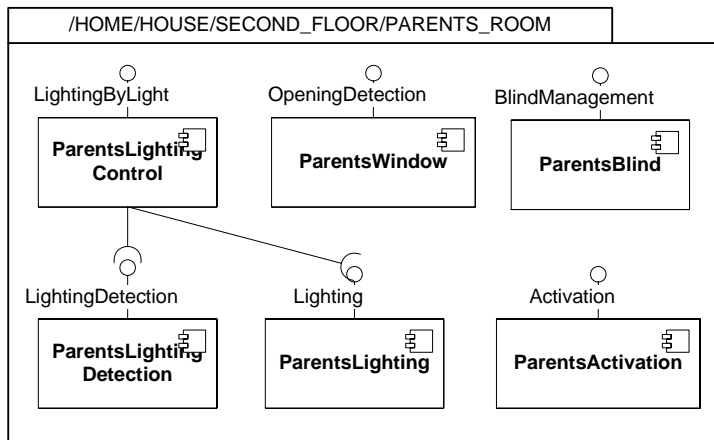 /HOME/HOUSE/SECOND_FLOOR/PARENTS_ROOM
LightingByLight
OpeningDetection
BlindManagement
ParentsLighting
Control
ParentsWindow
ParentsBlind
LightingDetection
Lighting
Activation
ParentsLighting
Detection
ParentsLighting
ParentsActivation